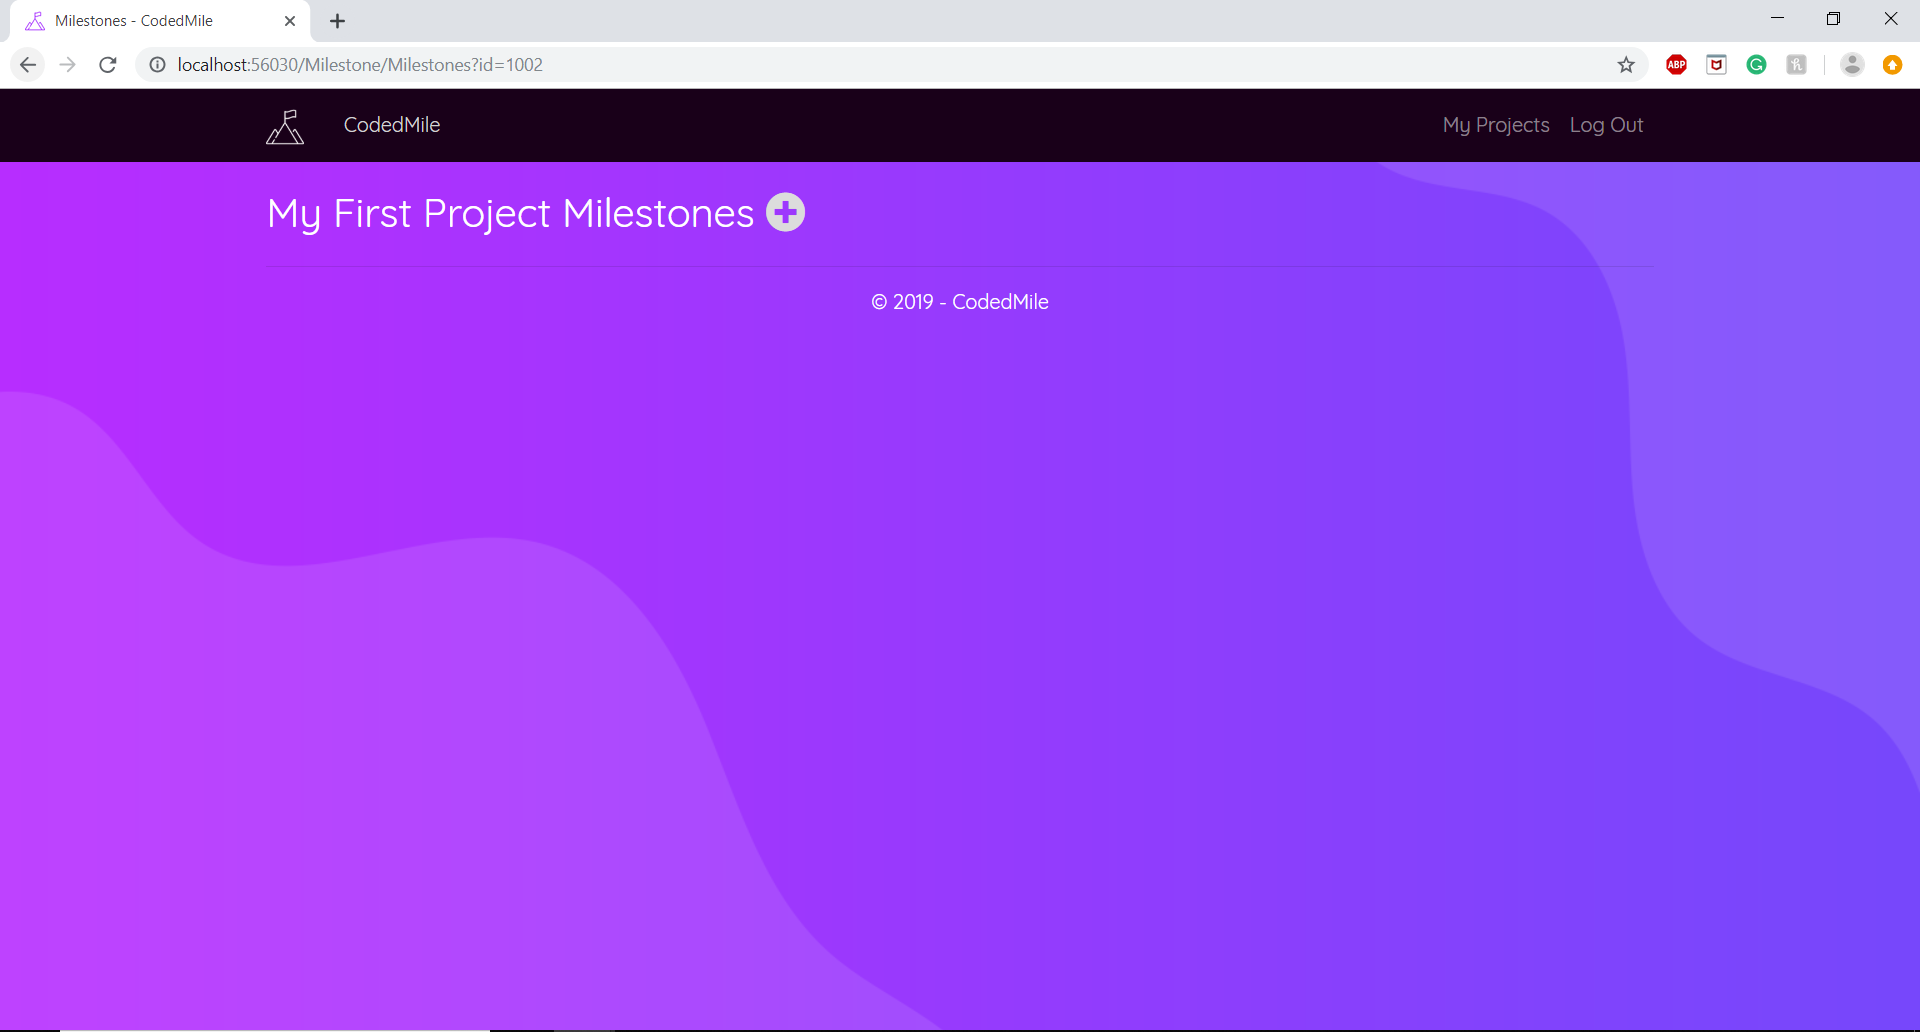 Milestones - CodedMile
localhost:56030/Milestone/Milestones?id=1002
ABP
CodedMile
My Projects
Log Out
My First Project Milestones
© 2019 - CodedMile